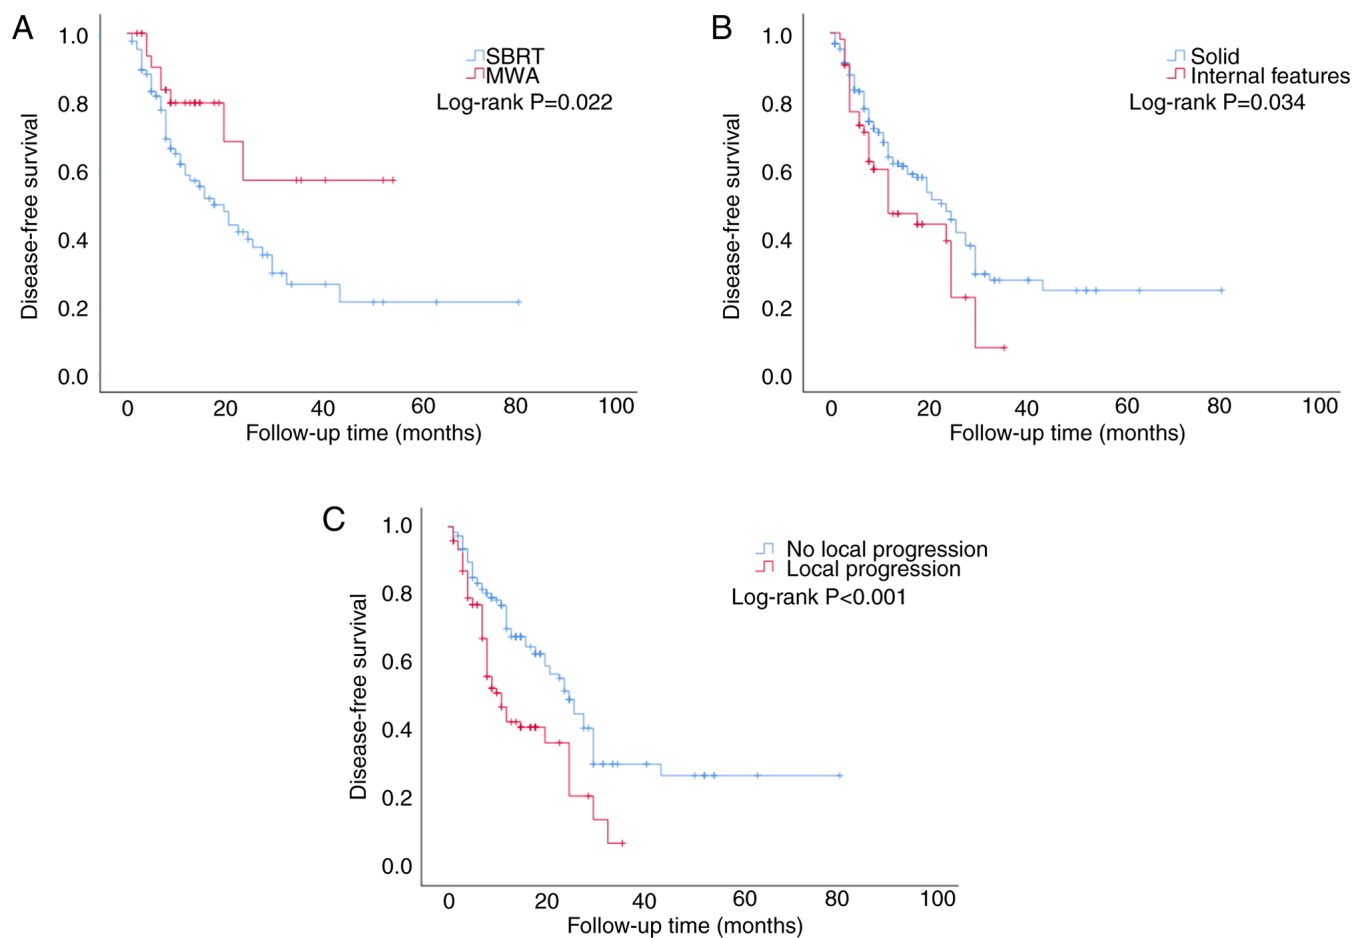 A
1.0
0.8
0.6
0.4
0.2
0.0
Disease-free survival
SBRT
MWA
Log-rank P=0.022
0 20 40 60 80 100
Follow-up time (months)
B
1.0
0.8
0.6
0.4
0.2
0.0
Disease-free survival
Solid
Internal features
Log-rank P=0.034
0 20 40 60 80 100
Follow-up time (months)
C
1.0
0.8
0.6
0.4
0.2
0.0
Disease-free survival
No local progression
Local progression
Log-rank P<0.001
0 20 40 60 80 100
Follow-up time (months)